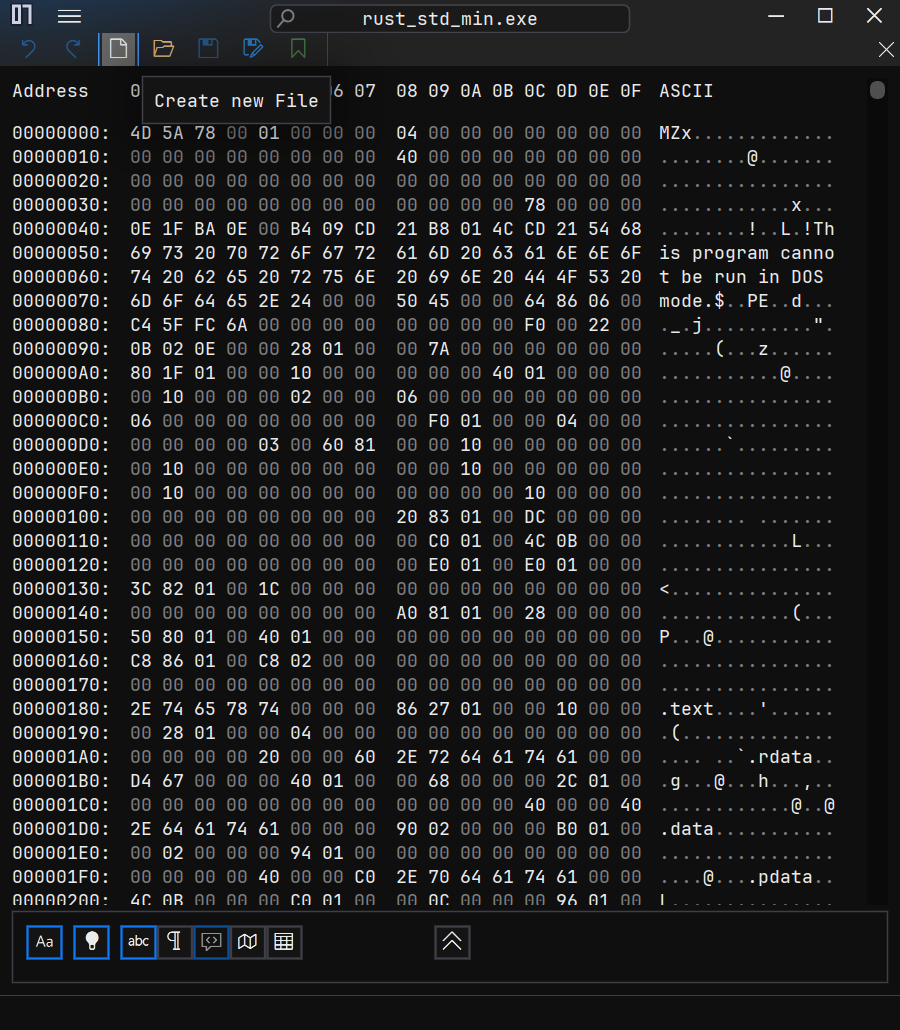 01
rust_std_min.exe
Address 0 06 07 08 09 0A 0B 0C 0D 0E 0F ASCII
Create new File
00000000: 4D 5A 78 00 01 00 00 00 04 00 00 00 00 00 00 00 MZx.............
00000010: 00 00 00 00 00 00 00 00 40 00 00 00 00 00 00 00 ........@.......
00000020: 00 00 00 00 00 00 00 00 00 00 00 00 00 00 00 00 ................
00000030: 00 00 00 00 00 00 00 00 00 00 00 00 78 00 00 00 ............x...
00000040: 0E 1F BA 0E 00 B4 09 CD 21 B8 01 4C CD 21 54 68 ........!..L.!Th
00000050: 69 73 20 70 72 6F 67 72 61 6D 20 63 61 6E 6E 6F is program canno
00000060: 74 20 62 65 20 72 75 6E 20 69 6E 20 44 4F 53 20 t be run in DOS
00000070: 6D 6F 64 65 2E 24 00 00 50 45 00 00 64 86 06 00 mode.$..PE..d...
00000080: C4 5F FC 6A 00 00 00 00 00 00 00 00 F0 00 22 00 ._.j..........".
00000090: 0B 02 0E 00 00 28 01 00 00 7A 00 00 00 00 00 00 .....(...z......
000000A0: 80 1F 01 00 00 10 00 00 00 00 00 40 01 00 00 00 ...........@....
000000B0: 00 10 00 00 00 02 00 00 06 00 00 00 00 00 00 00 ................
000000C0: 06 00 00 00 00 00 00 00 00 F0 01 00 00 04 00 00 ................
000000D0: 00 00 00 00 03 00 60 81 00 00 10 00 00 00 00 00 ......`.........
000000E0: 00 10 00 00 00 00 00 00 00 00 10 00 00 00 00 00 ................
000000F0: 00 10 00 00 00 00 00 00 00 00 00 00 10 00 00 00 ................
00000100: 00 00 00 00 00 00 00 00 20 83 01 00 DC 00 00 00 ........ .......
00000110: 00 00 00 00 00 00 00 00 00 C0 01 00 4C 0B 00 00 ............L...
00000120: 00 00 00 00 00 00 00 00 00 E0 01 00 E0 01 00 00 ................
00000130: 3C 82 01 00 1C 00 00 00 00 00 00 00 00 00 00 00 <...............
00000140: 00 00 00 00 00 00 00 00 A0 81 01 00 28 00 00 00 ............(...
00000150: 50 80 01 00 40 01 00 00 00 00 00 00 00 00 00 00 P...@...........
00000160: C8 86 01 00 C8 02 00 00 00 00 00 00 00 00 00 00 ................
00000170: 00 00 00 00 00 00 00 00 00 00 00 00 00 00 00 00 ................
00000180: 2E 74 65 78 74 00 00 00 86 27 01 00 00 10 00 00 .text....'......
00000190: 00 28 01 00 00 04 00 00 00 00 00 00 00 00 00 00 .(..............
000001A0: 00 00 00 00 20 00 00 60 2E 72 64 61 74 61 00 00 .... ..`.rdata..
000001B0: D4 67 00 00 00 40 01 00 00 68 00 00 00 2C 01 00 .g...@...h...,..
000001C0: 00 00 00 00 00 00 00 00 00 00 00 00 40 00 00 40 ............@..@
000001D0: 2E 64 61 74 61 00 00 00 90 02 00 00 00 B0 01 00 .data...........
000001E0: 00 02 00 00 00 94 01 00 00 00 00 00 00 00 00 00 ................
000001F0: 00 00 00 00 40 00 00 C0 2E 70 64 61 74 61 00 00 ....@....pdata..
00000200: 4C 0B 00 00 00 C0 01 00 00 0C 00 00 00 96 01 00 L...............
Aa abc